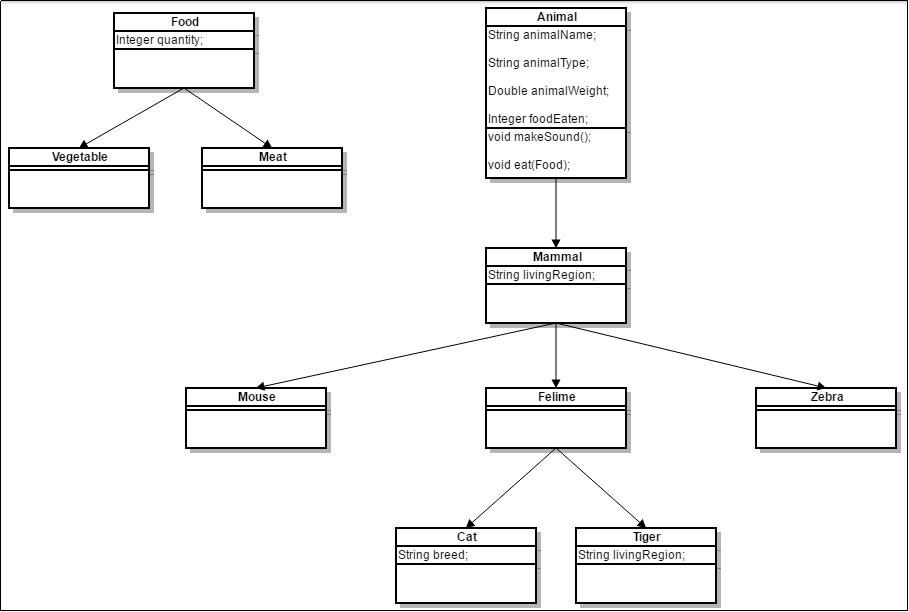 Food
Integer quantity;
Animal
String animalName;
String animalType;
Double animalWeight;
Integer foodEaten;
void makeSound();
void eat(Food);
Vegetable
Meat
Mammal
String livingRegion;
Mouse
Felime
Zebra
Cat
String breed;
Tiger
String livingRegion;